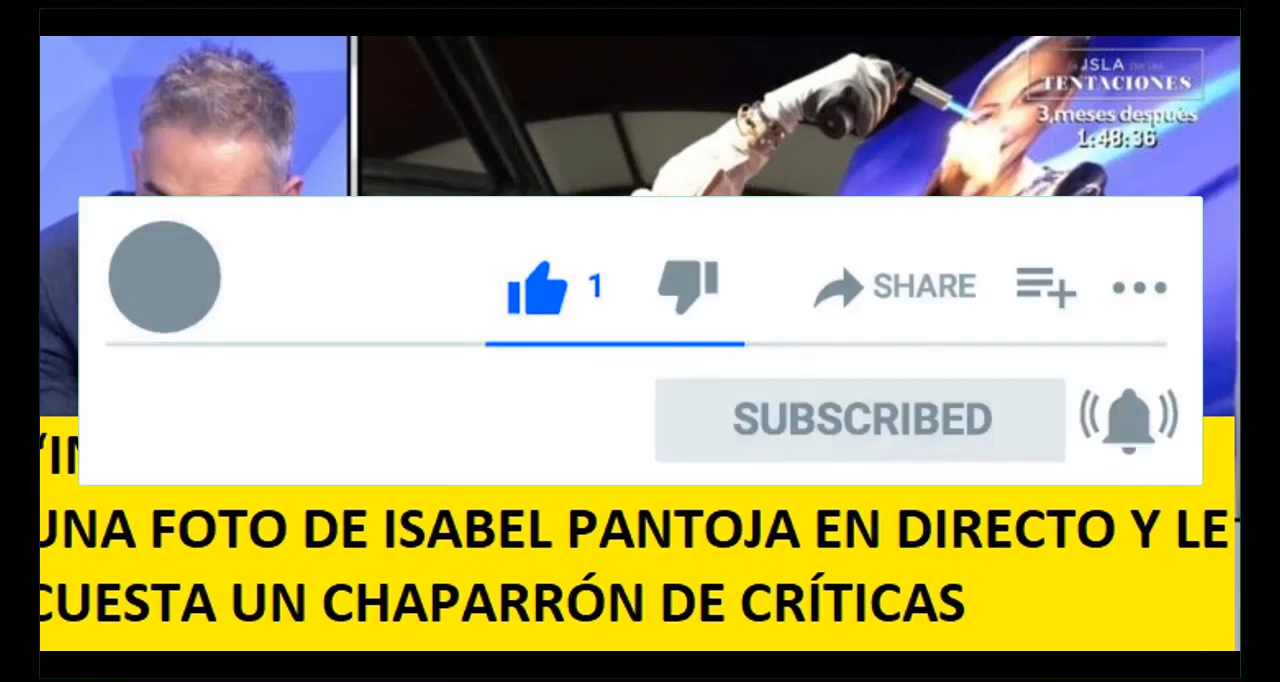 ISLA
TENTACIONES
3 meses después
1:48:36
1
SHARE
SUBSCRIBED
UNA FOTO DE ISABEL PANTOJA EN DIRECTO Y LE
CUESTA UN CHAPARRÓN DE CRÍTICAS